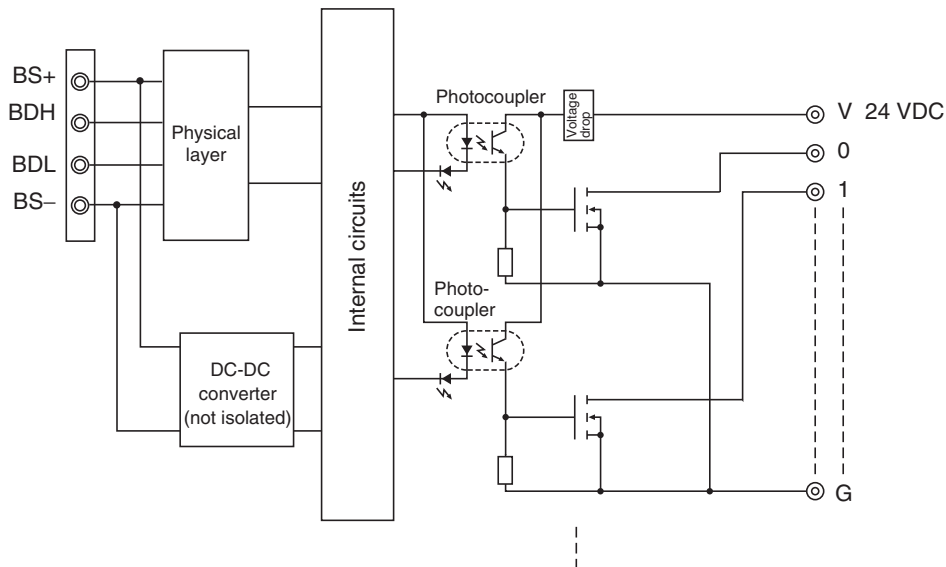 BS+
BDH
BDL
BS−
Physical
layer
DC-DC
converter
(not isolated)
Internal circuits
Photocoupler
Photo-
coupler
Voltage
drop
V 24 VDC
0
1
G